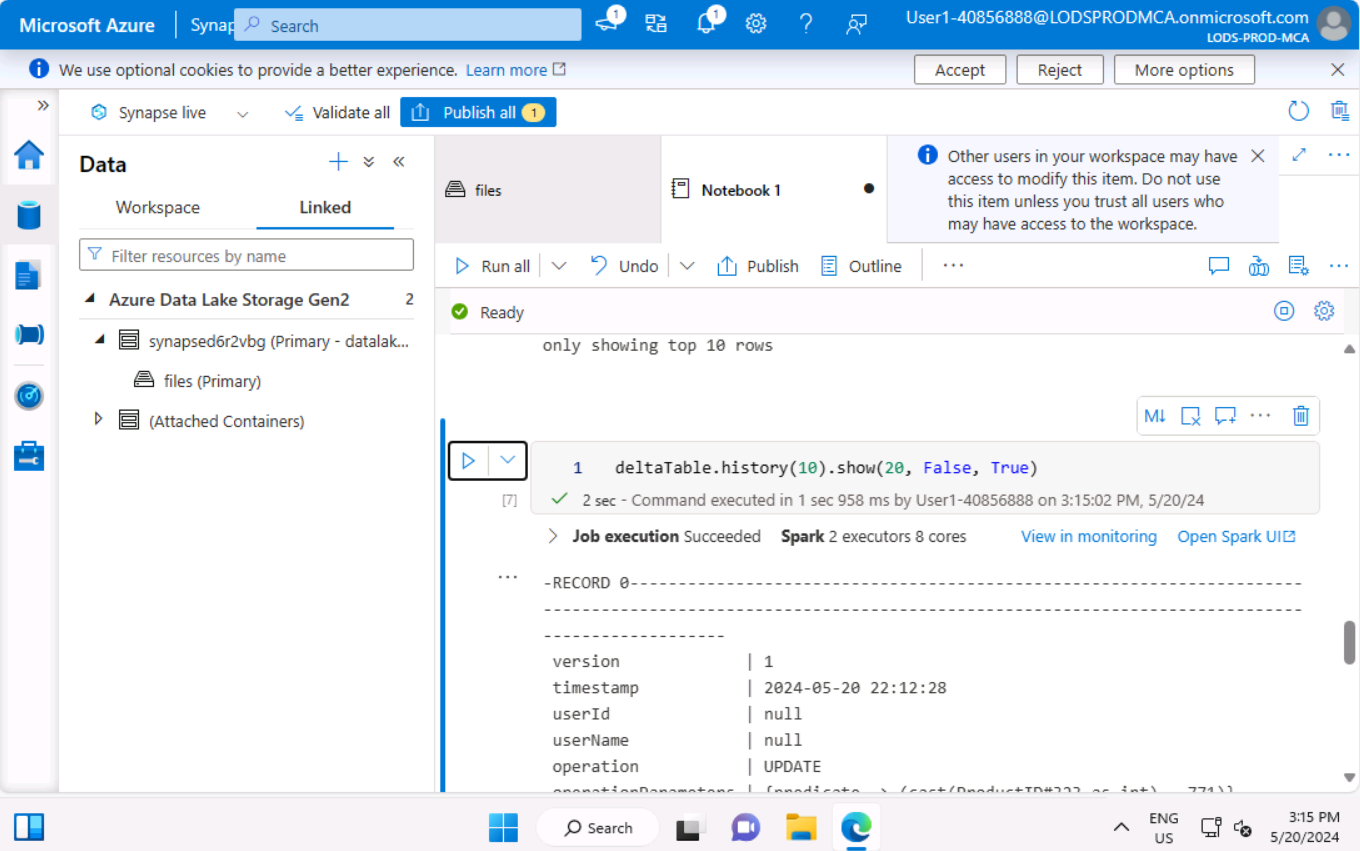 Microsoft Azure
Synap
Search
1
1
User1-40856888@LODSPRODMCA.onmicrosoft.com
LODS-PROD-MCA
We use optional cookies to provide a better experience. Learn more
Accept
Reject
More options
Synapse live
Validate all
Publish all 1
Data
Workspace
Linked
Filter resources by name
Azure Data Lake Storage Gen2 2
synapsed6r2vbg (Primary - datalak...
files (Primary)
(Attached Containers)
files
Notebook 1
Other users in your workspace may have
access to modify this item. Do not use
this item unless you trust all users who
may have access to the workspace.
Run all
Undo
Publish
Outline
Ready
only showing top 10 rows
M↓
1 deltaTable.history(10).show(20, False, True)
[7]
2 sec - Command executed in 1 sec 958 ms by User1-40856888 on 3:15:02 PM, 5/20/24
Job execution Succeeded Spark 2 executors 8 cores View in monitoring Open Spark UI
-RECORD 0------------------------------------------------------------------------
---------------------------------------------------------------------------------
-------------------
version | 1
timestamp | 2024-05-20 22:12:28
userId | null
userName | null
operation | UPDATE
operationParameters | {predicate -> (cast(ProductID#323 as int) = 771)}
Search
ENG
US
3:15 PM
5/20/2024